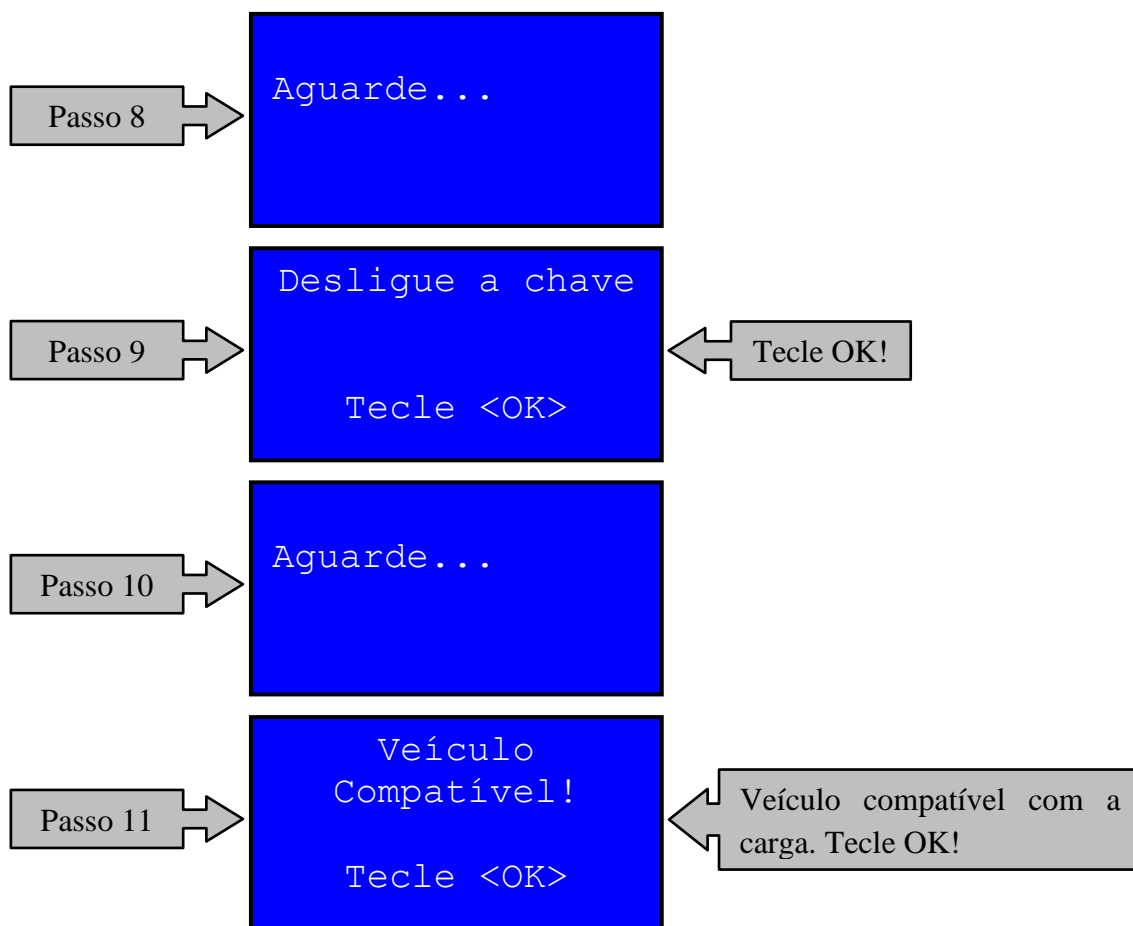 Passo 8
Aguarde...
Passo 9
Desligue a chave
Tecle <OK>
Tecle OK!
Passo 10
Aguarde...
Passo 11
Veículo
Compatível!
Tecle <OK>
Veículo compatível com a
carga. Tecle OK!